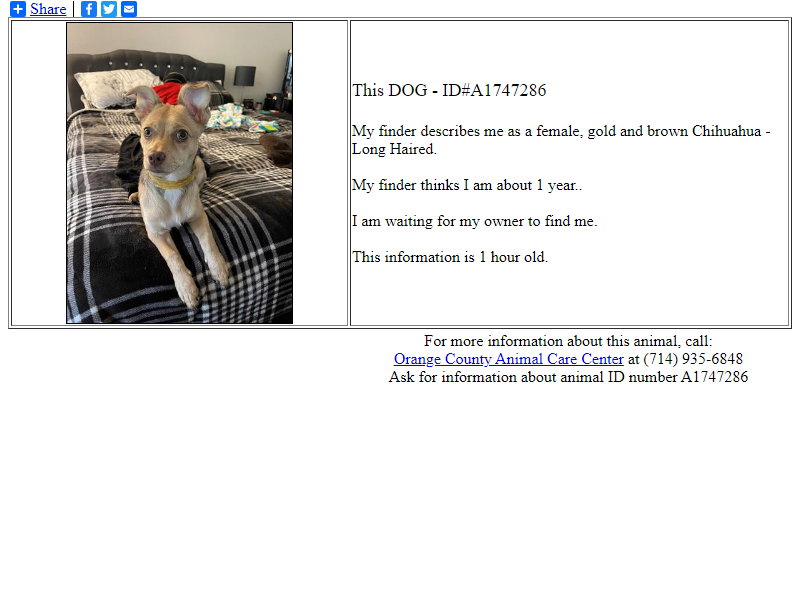 Share
This DOG - ID#A1747286
My finder describes me as a female, gold and brown Chihuahua -
Long Haired.
My finder thinks I am about 1 year..
I am waiting for my owner to find me.
This information is 1 hour old.
For more information about this animal, call:
Orange County Animal Care Center at (714) 935-6848
Ask for information about animal ID number A1747286